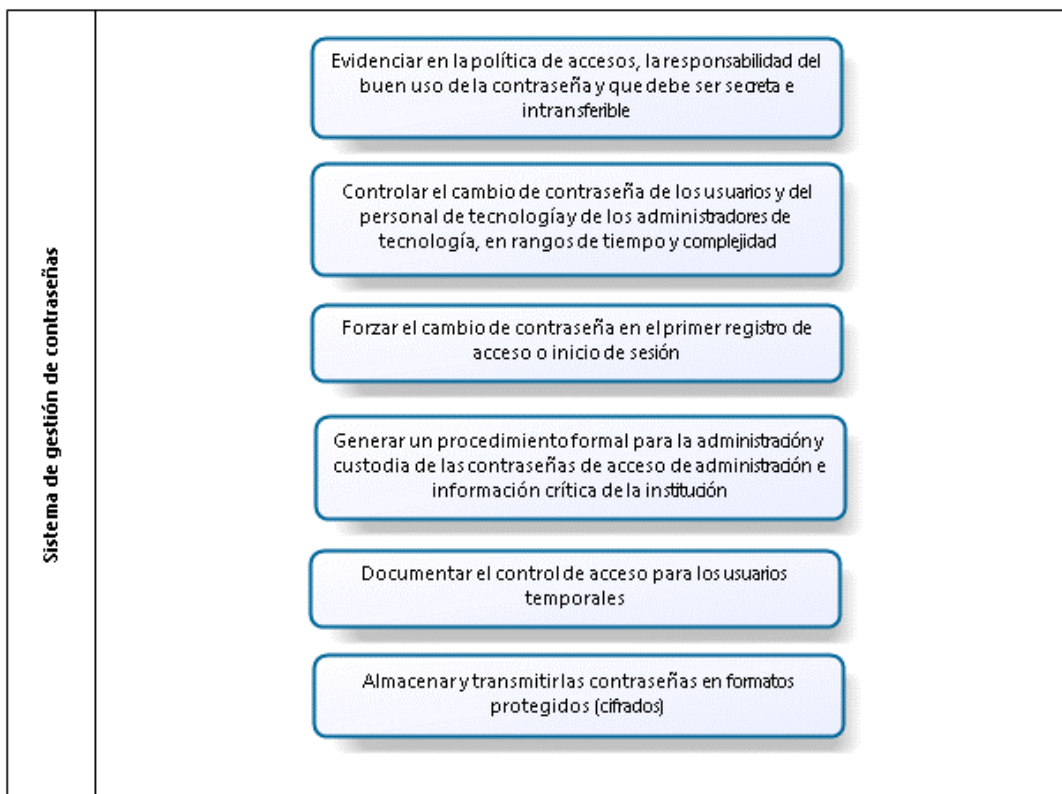 Sistema de gestión de contraseñas
Evidenciar en la política de accesos, la responsabilidad del
buen uso de la contraseña y que debe ser secreta e
intransferible
Controlar el cambio de contraseña de los usuarios y del
personal de tecnología y de los administradores de
tecnología, en rangos de tiempo y complejidad
Forzar el cambio de contraseña en el primer registro de
acceso o inicio de sesión
Generar un procedimiento formal para la administración y
custodia de las contraseñas de acceso de administración e
información crítica de la institución
Documentar el control de acceso para los usuarios
temporales
Almacenar y transmitir las contraseñas en formatos
protegidos (cifrados)